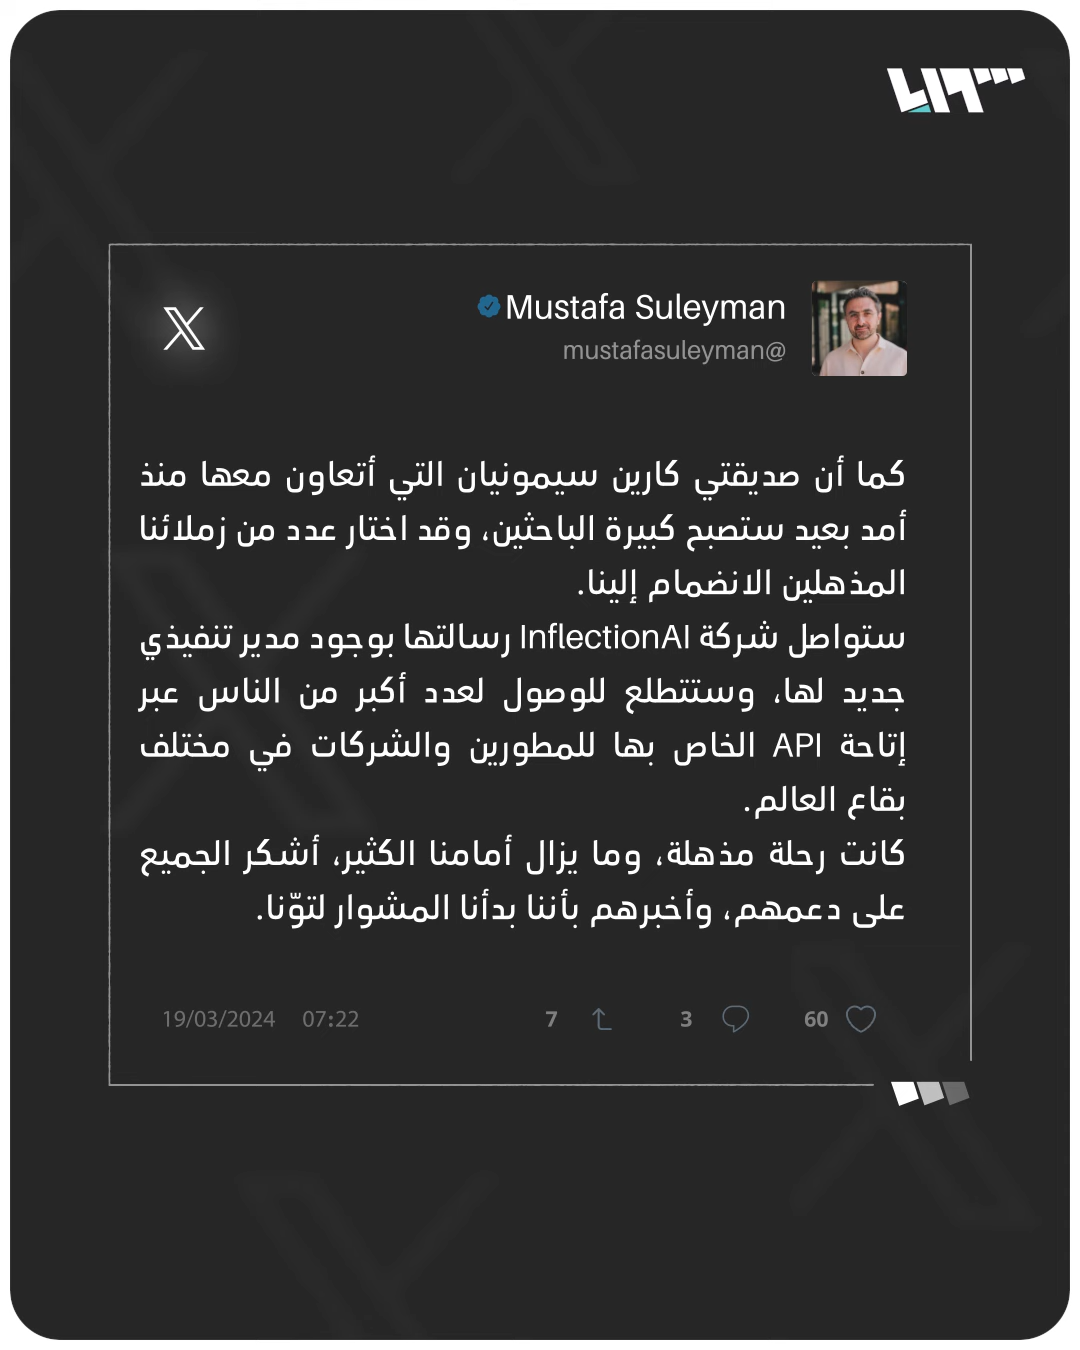 LIT
Mustafa Suleyman
mustafasuleyman@
كما أن صديقتي كارين سيمونيان التي أتعاون معها منذ
أمد بعيد ستصبح كبيرة الباحثين، وقد اختار عدد من زملائنا
المذهلين الانضمام إلينا.
ستواصل شركة InflectionAI رسالتها بوجود مدير تنفيذي
جديد لها، وستتطلع للوصول لعدد أكبر من الناس عبر
إتاحة API الخاص بها للمطورين والشركات في مختلف
بقاع العالم.
كانت رحلة مذهلة، وما يزال أمامنا الكثير، أشكر الجميع
على دعمهم، وأخبرهم بأننا بدأنا المشوار لتوّنا.
19/03/2024 07:22 7 3 60